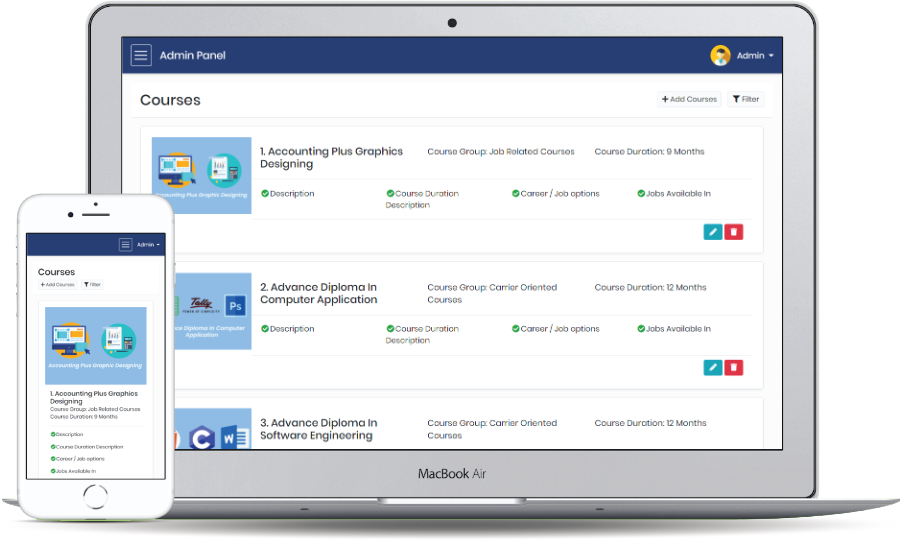 Admin Panel
Admin
Courses
+ Add Courses
Filter
Accounting Plus Graphic Designing
1. Accounting Plus Graphics
Designing
Course Group: Job Related Courses
Course Duration: 9 Months
Description
Course Duration
Description
Career / Job options
Jobs Available In
Tally
POWER OF SIMPLICITY
Ps
ce Diploma in Computer
Application
2. Advance Diploma In
Computer Application
Course Group: Carrier Oriented
Courses
Course Duration: 12 Months
Description
Course Duration
Description
Career / Job options
Jobs Available In
C
W
3. Advance Diploma In
Software Engineering
Course Group: Carrier Oriented
Courses
Course Duration: 12 Months
MacBook Air
Admin
Courses
+ Add Courses
Filter
Accounting Plus Graphic Designing
1. Accounting Plus Graphics
Designing
Course Group: Job Related Courses
Course Duration: 9 Months
Description
Course Duration Description
Career / Job options
Jobs Available In